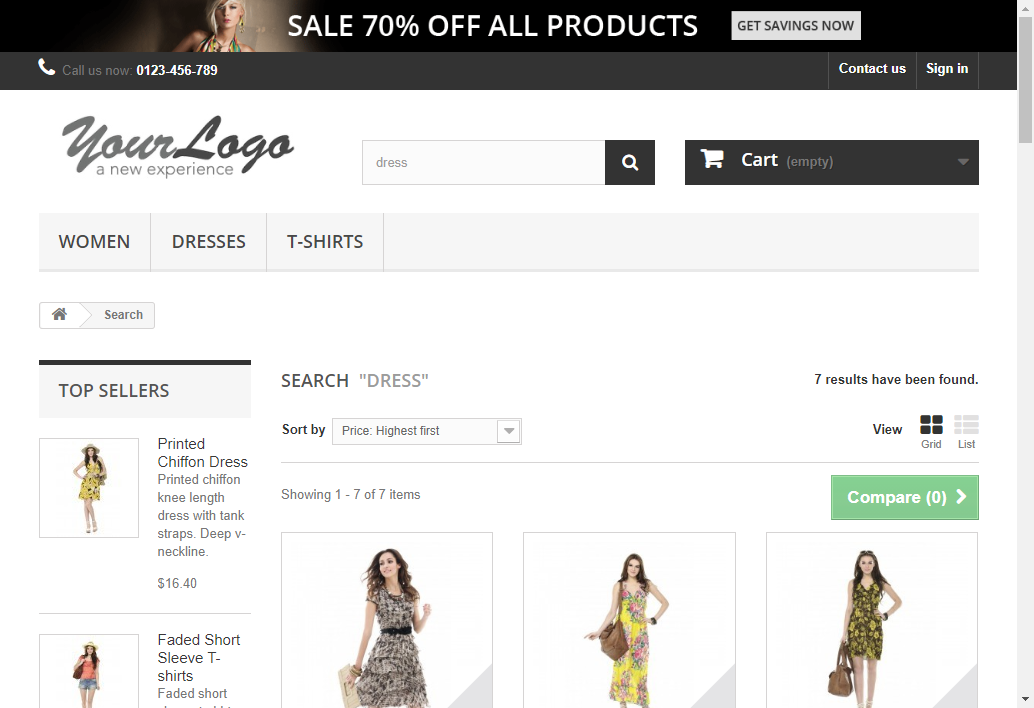 SALE 70% OFF ALL PRODUCTS GET SAVINGS NOW
Call us now: 0123-456-789 Contact us Sign in
YourLogo
a new experience
dress
Cart (empty)
WOMEN DRESSES T-SHIRTS
Search
TOP SELLERS
Printed
Chiffon Dress
Printed chiffon
knee length
dress with tank
straps. Deep v-
neckline.
$16.40
Faded Short
Sleeve T-
shirts
Faded short
SEARCH "DRESS" 7 results have been found.
Sort by Price: Highest first View Grid List
Showing 1 - 7 of 7 items Compare (0)